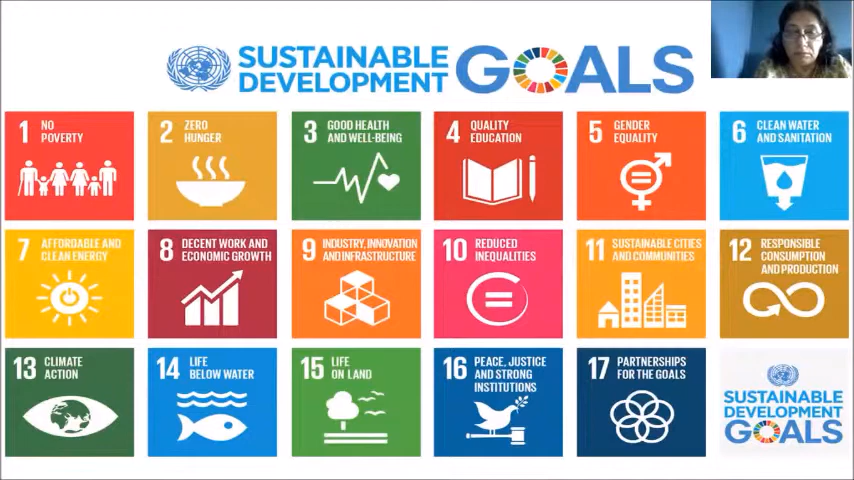 SUSTAINABLE
DEVELOPMENT
GOALS
1 NO
POVERTY
2 ZERO
HUNGER
3 GOOD HEALTH
AND WELL-BEING
4 QUALITY
EDUCATION
5 GENDER
EQUALITY
6 CLEAN WATER
AND SANITATION
7 AFFORDABLE AND
CLEAN ENERGY
8 DECENT WORK AND
ECONOMIC GROWTH
9 INDUSTRY, INNOVATION
AND INFRASTRUCTURE
10 REDUCED
INEQUALITIES
11 SUSTAINABLE CITIES
AND COMMUNITIES
12 RESPONSIBLE
CONSUMPTION
AND PRODUCTION
13 CLIMATE
ACTION
14 LIFE
BELOW WATER
15 LIFE
ON LAND
16 PEACE, JUSTICE
AND STRONG
INSTITUTIONS
17 PARTNERSHIPS
FOR THE GOALS
SUSTAINABLE
DEVELOPMENT
GOALS